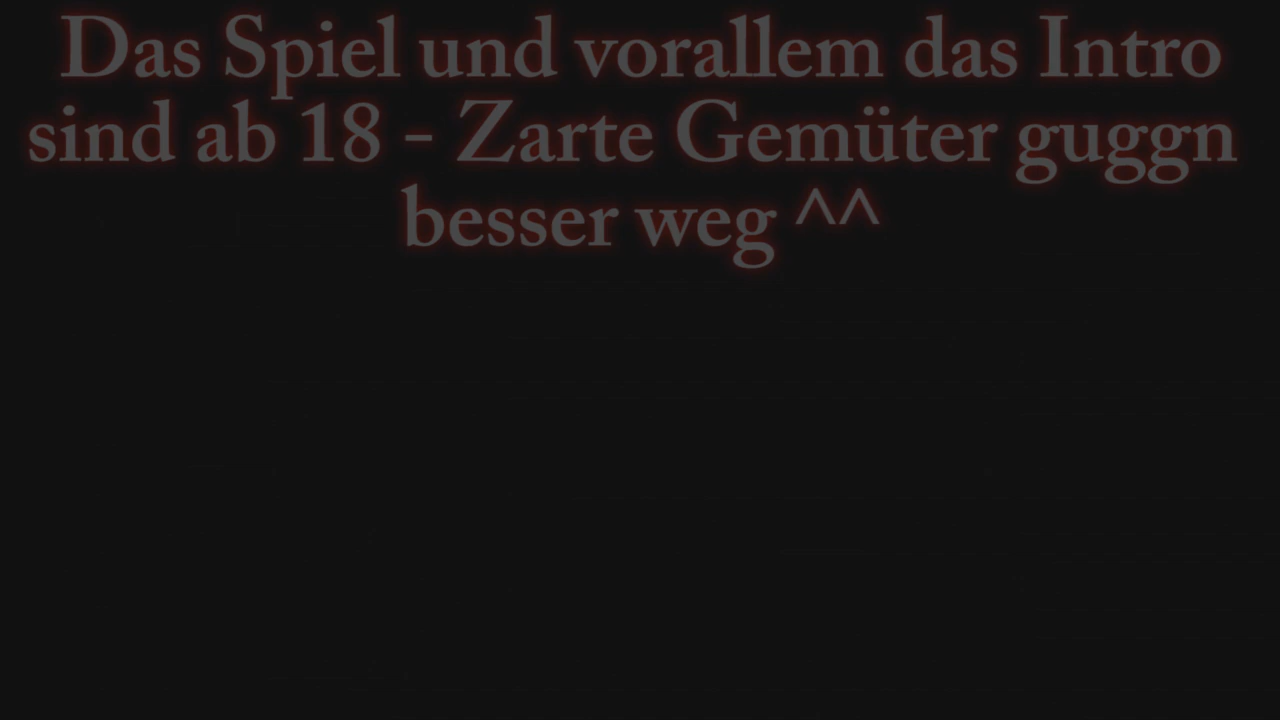 Das Spiel und vorallem das Intro
sind ab 18 - Zarte Gemüter guggn
besser weg ^^